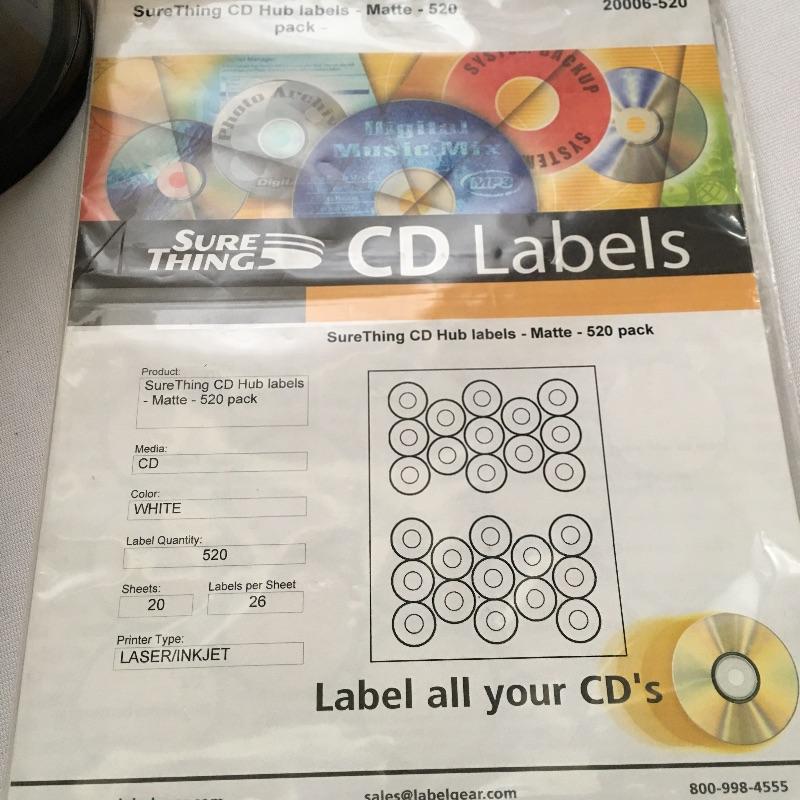 SureThing CD Hub labels - Matte - 520
pack -
20006-520
Photo Archiv
Digital
Music Mix
MP3
SYSTEM BACKUP
SYSTEM
SURE
THING
CD Labels
SureThing CD Hub labels - Matte - 520 pack
Product:
SureThing CD Hub labels
- Matte - 520 pack
Media:
CD
Color:
WHITE
Label Quantity:
520
Sheets:
20
Labels per Sheet
26
Printer Type:
LASER/INKJET
Label all your CD's
sales@labelgear.com
800-998-4555